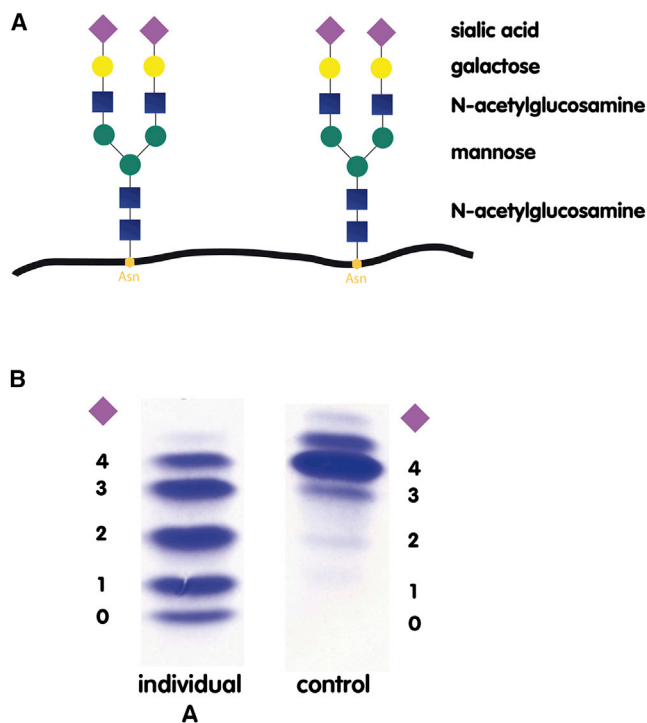 A
sialic acid
galactose
N-acetylglucosamine
mannose
N-acetylglucosamine
Asn
Asn
B
4
3
2
1
0
4
3
2
1
0
individual
A
control